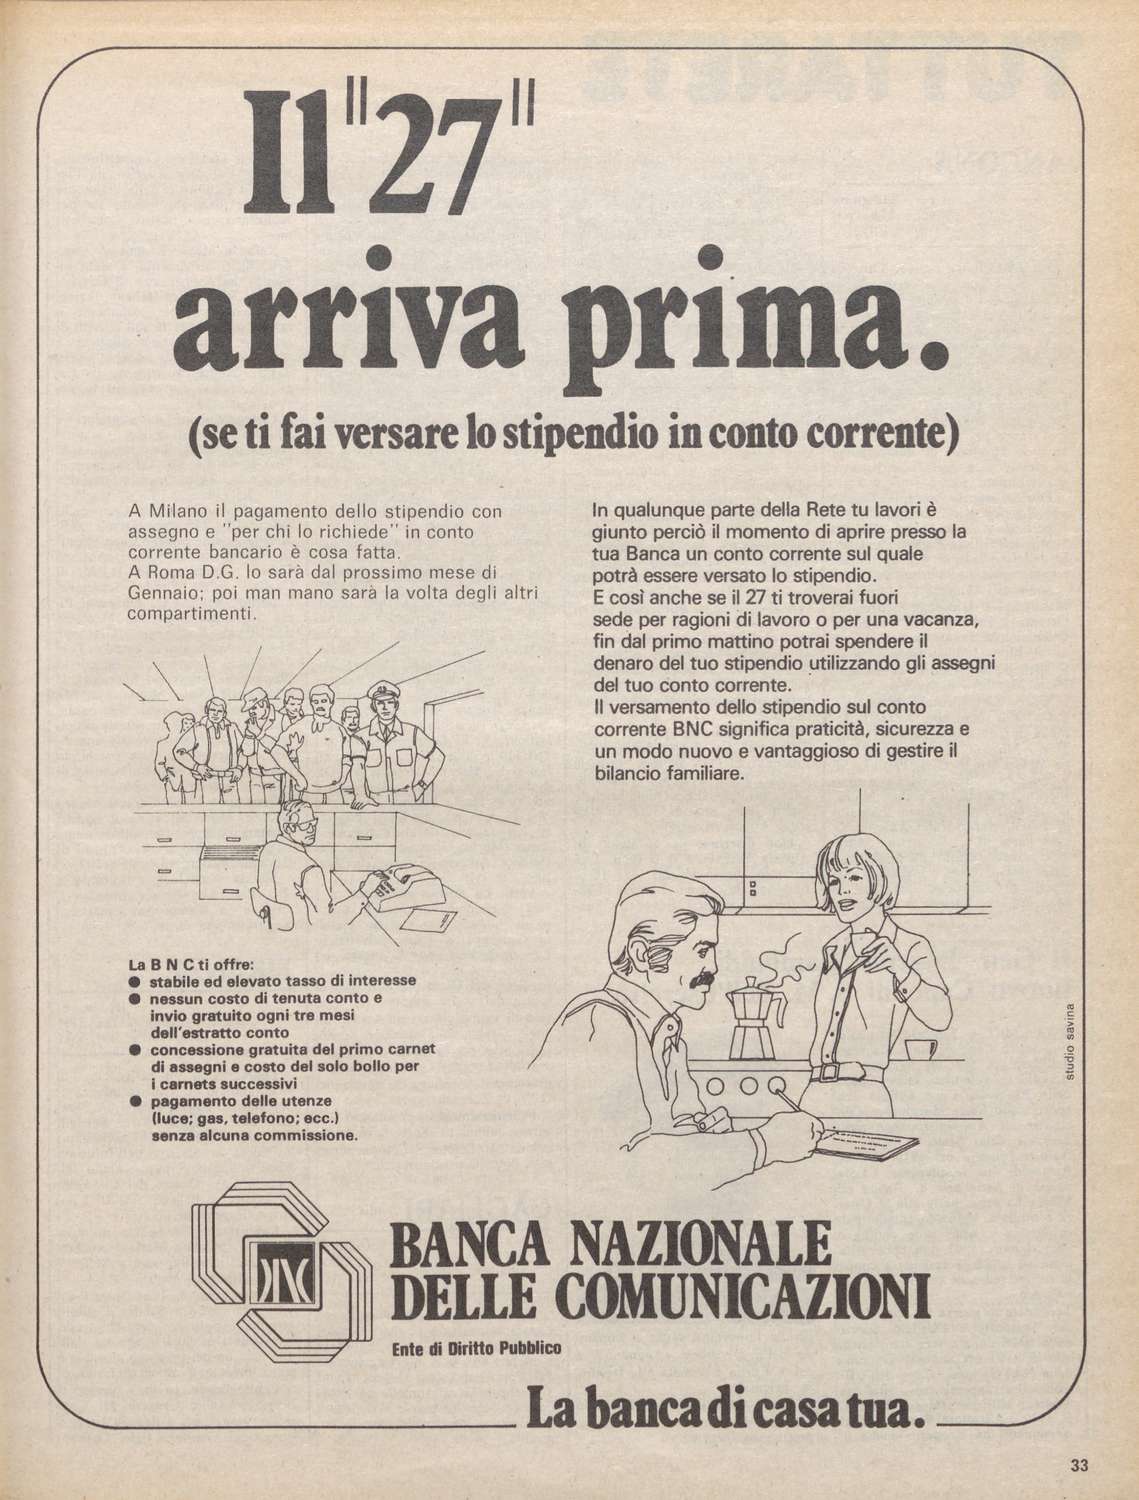 Il "27"
arriva prima.
(se ti fai versare lo stipendio in conto corrente)
A Milano il pagamento dello stipendio con
assegno e "per chi lo richiede" in conto
corrente bancario è cosa fatta.
A Roma D.G. lo sarà dal prossimo mese di
Gennaio; poi man mano sarà la volta degli altri
compartimenti.
In qualunque parte della Rete tu lavori è
giunto perciò il momento di aprire presso la
tua Banca un conto corrente sul quale
potrà essere versato lo stipendio.
E così anche se il 27 ti troverai fuori
sede per ragioni di lavoro o per una vacanza,
fin dal primo mattino potrai spendere il
denaro del tuo stipendio utilizzando gli assegni
del tuo conto corrente.
Il versamento dello stipendio sul conto
corrente BNC significa praticità, sicurezza e
un modo nuovo e vantaggioso di gestire il
bilancio familiare.
La B N C ti offre:
● stabile ed elevato tasso di interesse
● nessun costo di tenuta conto e
invio gratuito ogni tre mesi
dell'estratto conto
● concessione gratuita del primo carnet
di assegni e costo del solo bollo per
i carnets successivi
● pagamento delle utenze
(luce; gas, telefono; ecc.)
senza alcuna commissione.
studio savina
BANCA NAZIONALE
DELLE COMUNICAZIONI
Ente di Diritto Pubblico
La banca di casa tua.
33